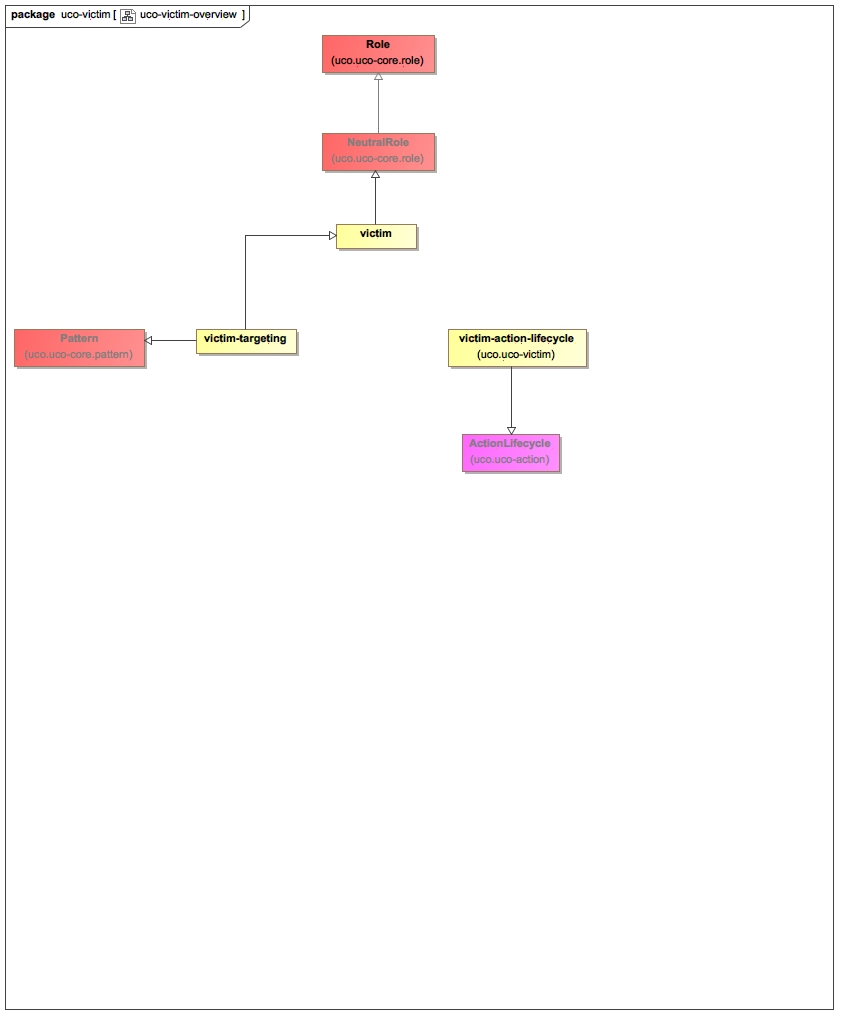 package uco-victim [ uco-victim-overview ]
Role
(uco.uco-core.role)
NeutralRole
(uco.uco-core.role)
victim
Pattern
(uco.uco-core.pattern)
victim-targeting
victim-action-lifecycle
(uco.uco-victim)
ActionLifecycle
(uco.uco-action)